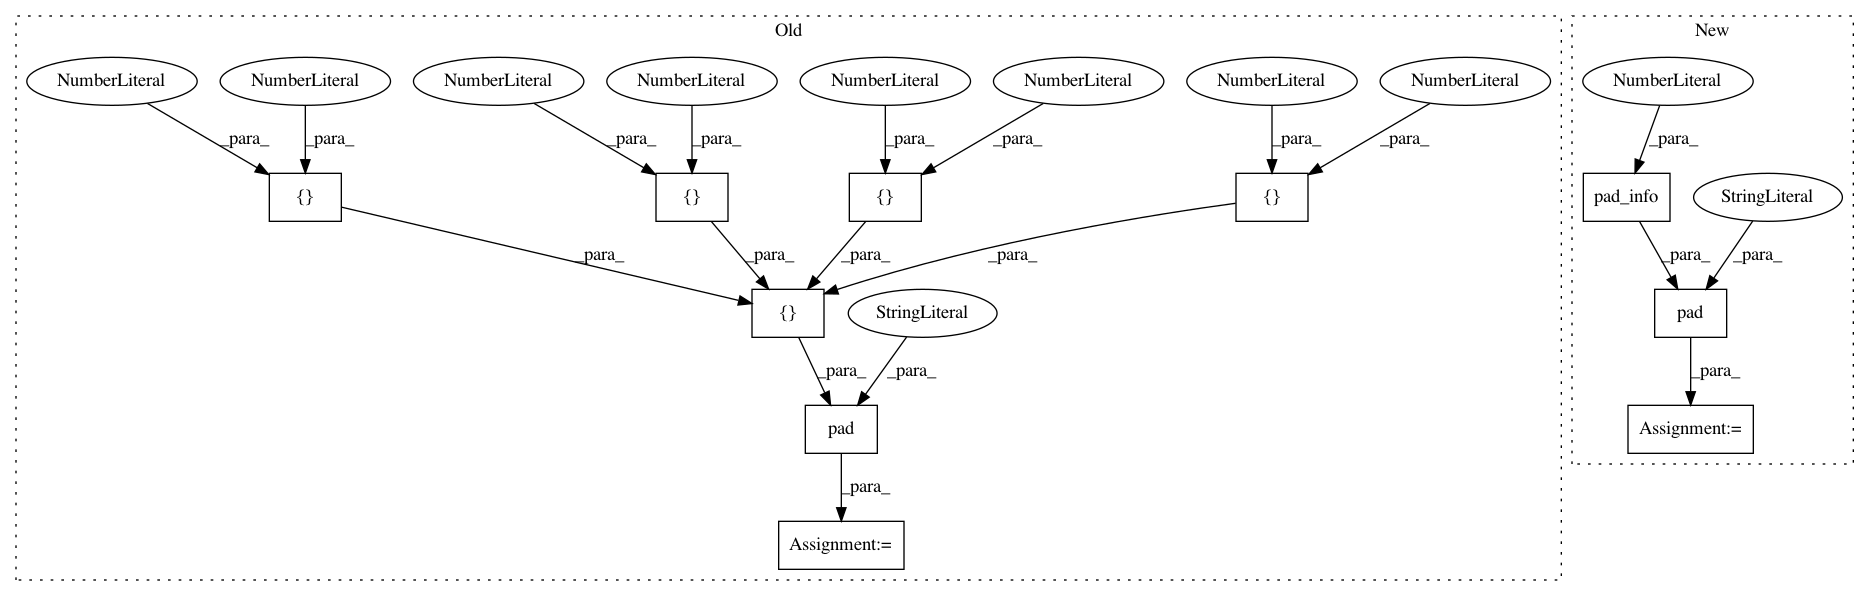 Old
New
NumberLiteral NumberLiteral NumberLiteral NumberLiteral NumberLiteral NumberLiteral NumberLiteral NumberLiteral NumberLiteral
_para_ _para_ _para_ _para_ _para_ _para_ _para_ _para_ _para_
{} {} {} {} pad_info StringLiteral
_para_ _para_ _para_ _para_ _para_ _para_
{} StringLiteral pad
_para_ _para_ _para_
pad Assignment:=
_para_
Assignment:=